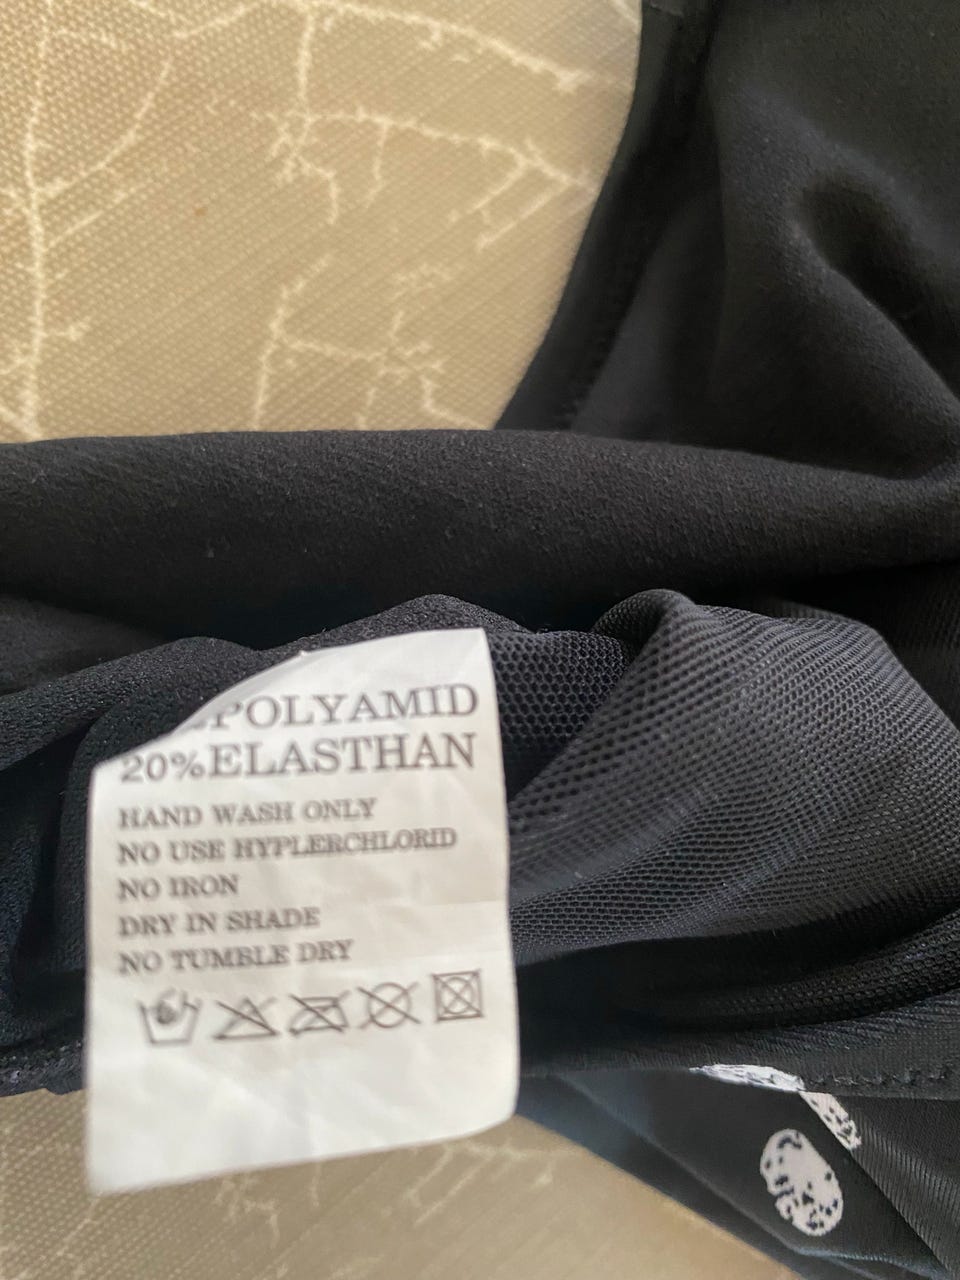 POLYAMID
20%ELASTHAN
HAND WASH ONLY
NO USE HYPLERCHLORID
NO IRON
DRY IN SHADE
NO TUMBLE DRY